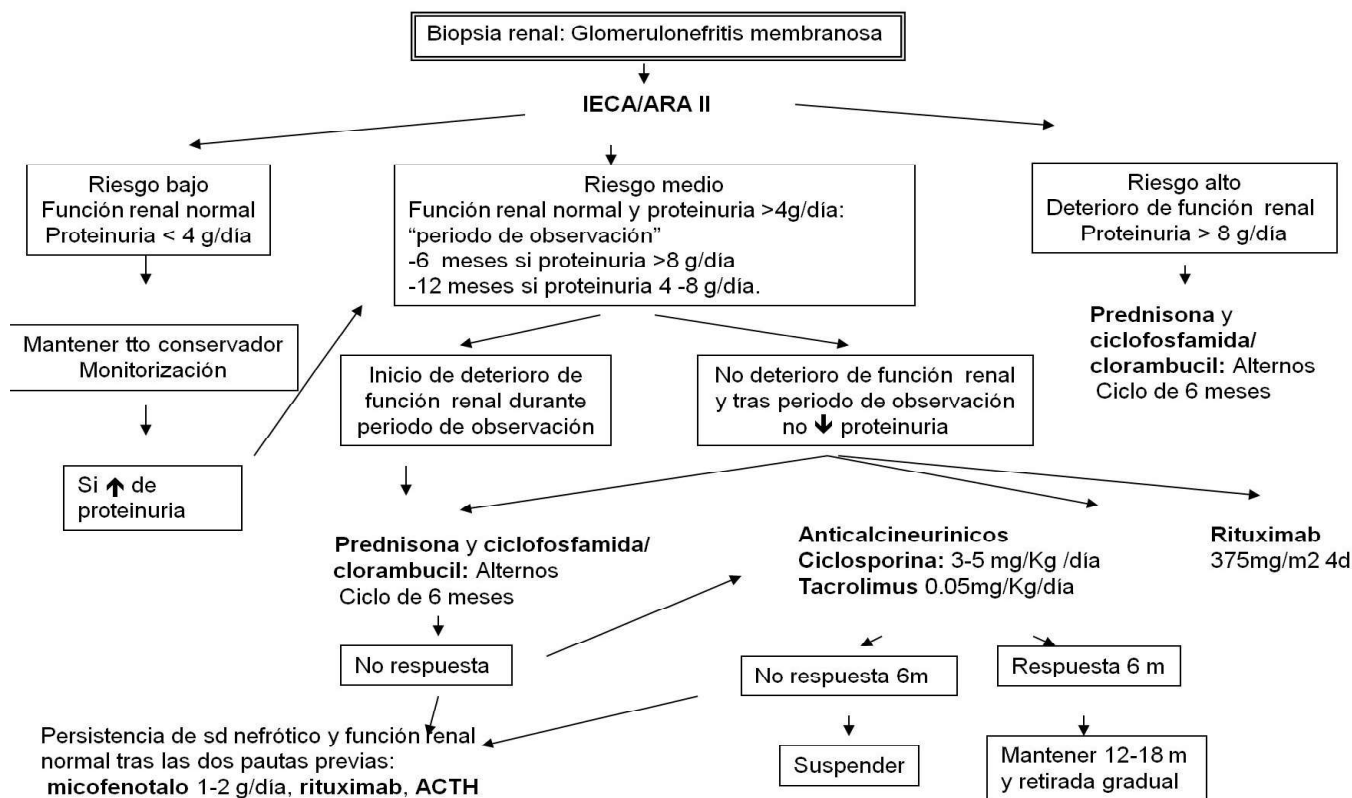 Biopsia renal: Glomerulonefritis membranosa
IECA/ARA II
Riesgo bajo
Función renal normal
Proteinuria < 4 g/día
Riesgo medio
Función renal normal y proteinuria >4g/día:
“periodo de observación”
-6 meses si proteinuria >8 g/día
-12 meses si proteinuria 4 -8 g/día.
Riesgo alto
Deterioro de función renal
Proteinuria > 8 g/día
Mantener tto conservador
Monitorización
Si ↑ de
proteinuria
Inicio de deterioro de
función renal durante
periodo de observación
No deterioro de función renal
y tras periodo de observación
no ↓ proteinuria
Prednisona y
ciclofosfamida/
clorambucil: Alternos
Ciclo de 6 meses
Prednisona y ciclofosfamida/
clorambucil: Alternos
Ciclo de 6 meses
Anticalcineurinicos
Ciclosporina: 3-5 mg/Kg /día
Tacrolimus 0.05mg/Kg/día
Rituximab
375mg/m2 4d
No respuesta
No respuesta 6m
Respuesta 6 m
Persistencia de sd nefrótico y función renal
normal tras las dos pautas previas:
micofenotalo 1-2 g/día, rituximab, ACTH
Suspender
Mantener 12-18 m
y retirada gradual